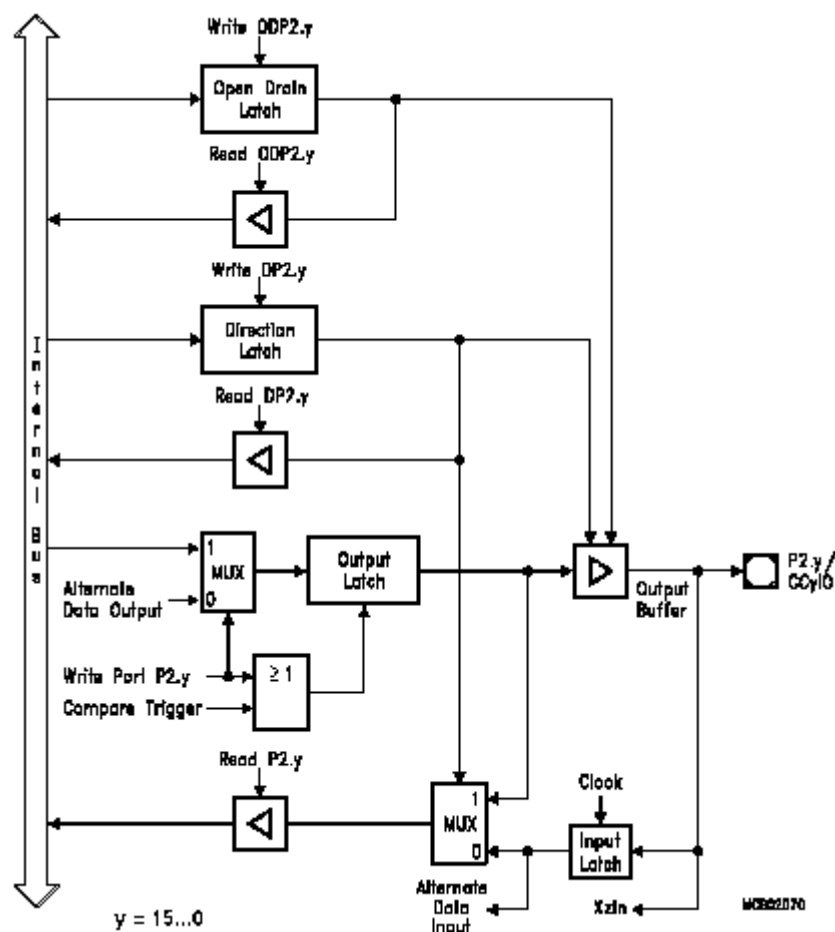 Write ODP2.y
Open Drain
Latch
Read ODP2.y
Write DP2.y
Direction
Latch
Read DP2.y
Internal Bus
1
MUX
0
Alternate
Data Output
Output
Latch
P2.y/
CCyIO
Output
Buffer
Write Port P2.y
≥ 1
Compare Trigger
Read P2.y
Clock
1
MUX
0
Input
Latch
Alternate
Data
Input
XzIn
MCB02070
y = 15...0